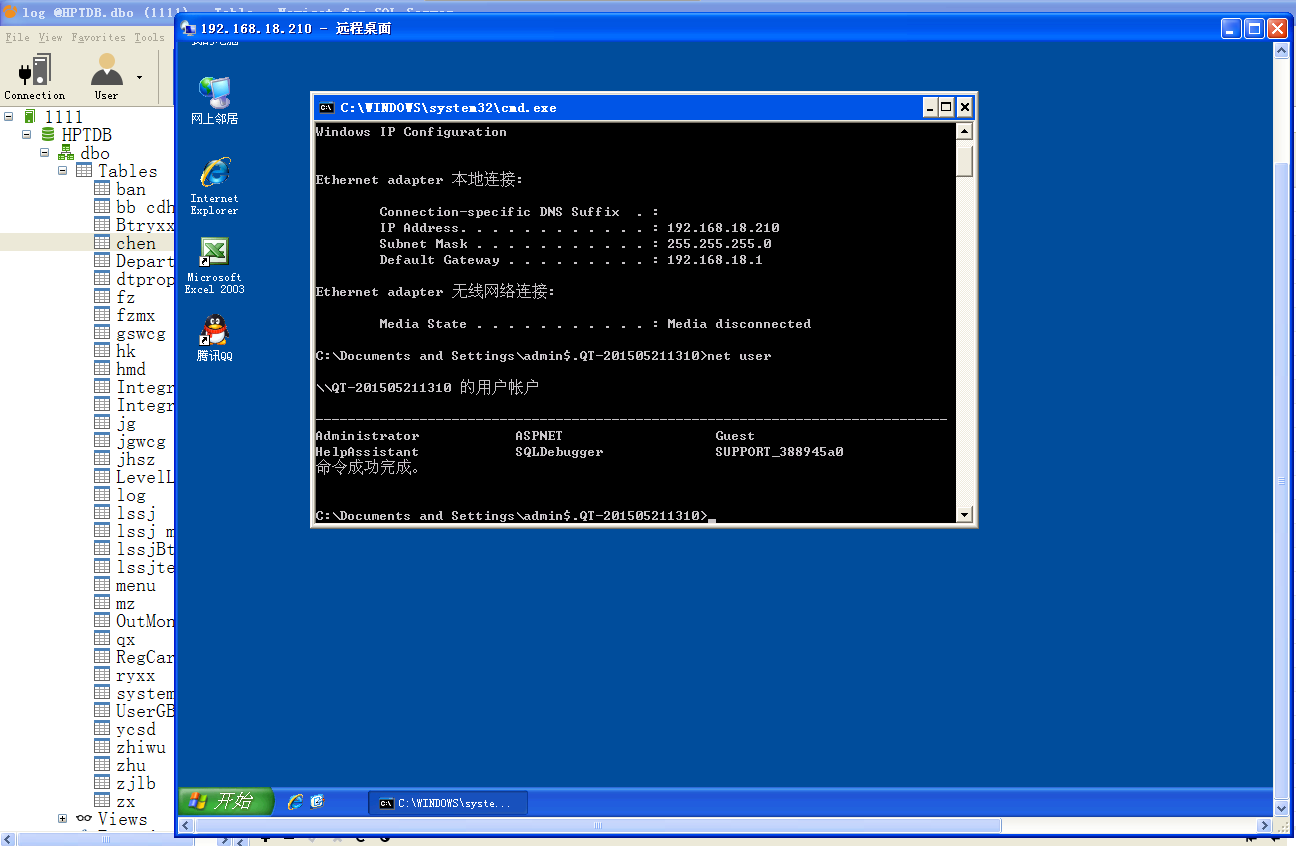 log @HPTDB.dbo (1111) - Table - Navicat for SQL Server
File View Favorites Tools
Connection
User
1111
HPTDB
dbo
Tables
ban
bb cdh
Btryxx
chen
Depart
dtprop
fz
fzmx
gswcg
hk
hmd
Integr
Integr
jg
jgwcg
jhsz
LevelL
log
lssj
lssj m
lssjBt
lssjte
menu
mz
OutMon
qx
RegCar
ryxx
system
UserGB
ycsd
zhiwu
zhu
zjlb
zx
Views
192.168.18.210 - 远程桌面
我的电脑
网上邻居
Internet
Explorer
Microsoft
Excel 2003
腾讯QQ
C:\WINDOWS\system32\cmd.exe
Windows IP Configuration
Ethernet adapter 本地连接:
Connection-specific DNS Suffix  . :
IP Address. . . . . . . . . . . . : 192.168.18.210
Subnet Mask . . . . . . . . . . . : 255.255.255.0
Default Gateway . . . . . . . . . : 192.168.18.1
Ethernet adapter 无线网络连接:
Media State . . . . . . . . . . . : Media disconnected
C:\Documents and Settings\admin$.QT-201505211310>net user
\\QT-201505211310 的用户帐户
-------------------------------------------------------------------------------
Administrator            ASPNET                   Guest
HelpAssistant            SQLDebugger              SUPPORT_388945a0
命令成功完成。
C:\Documents and Settings\admin$.QT-201505211310>_
开始
C:\WINDOWS\syste...